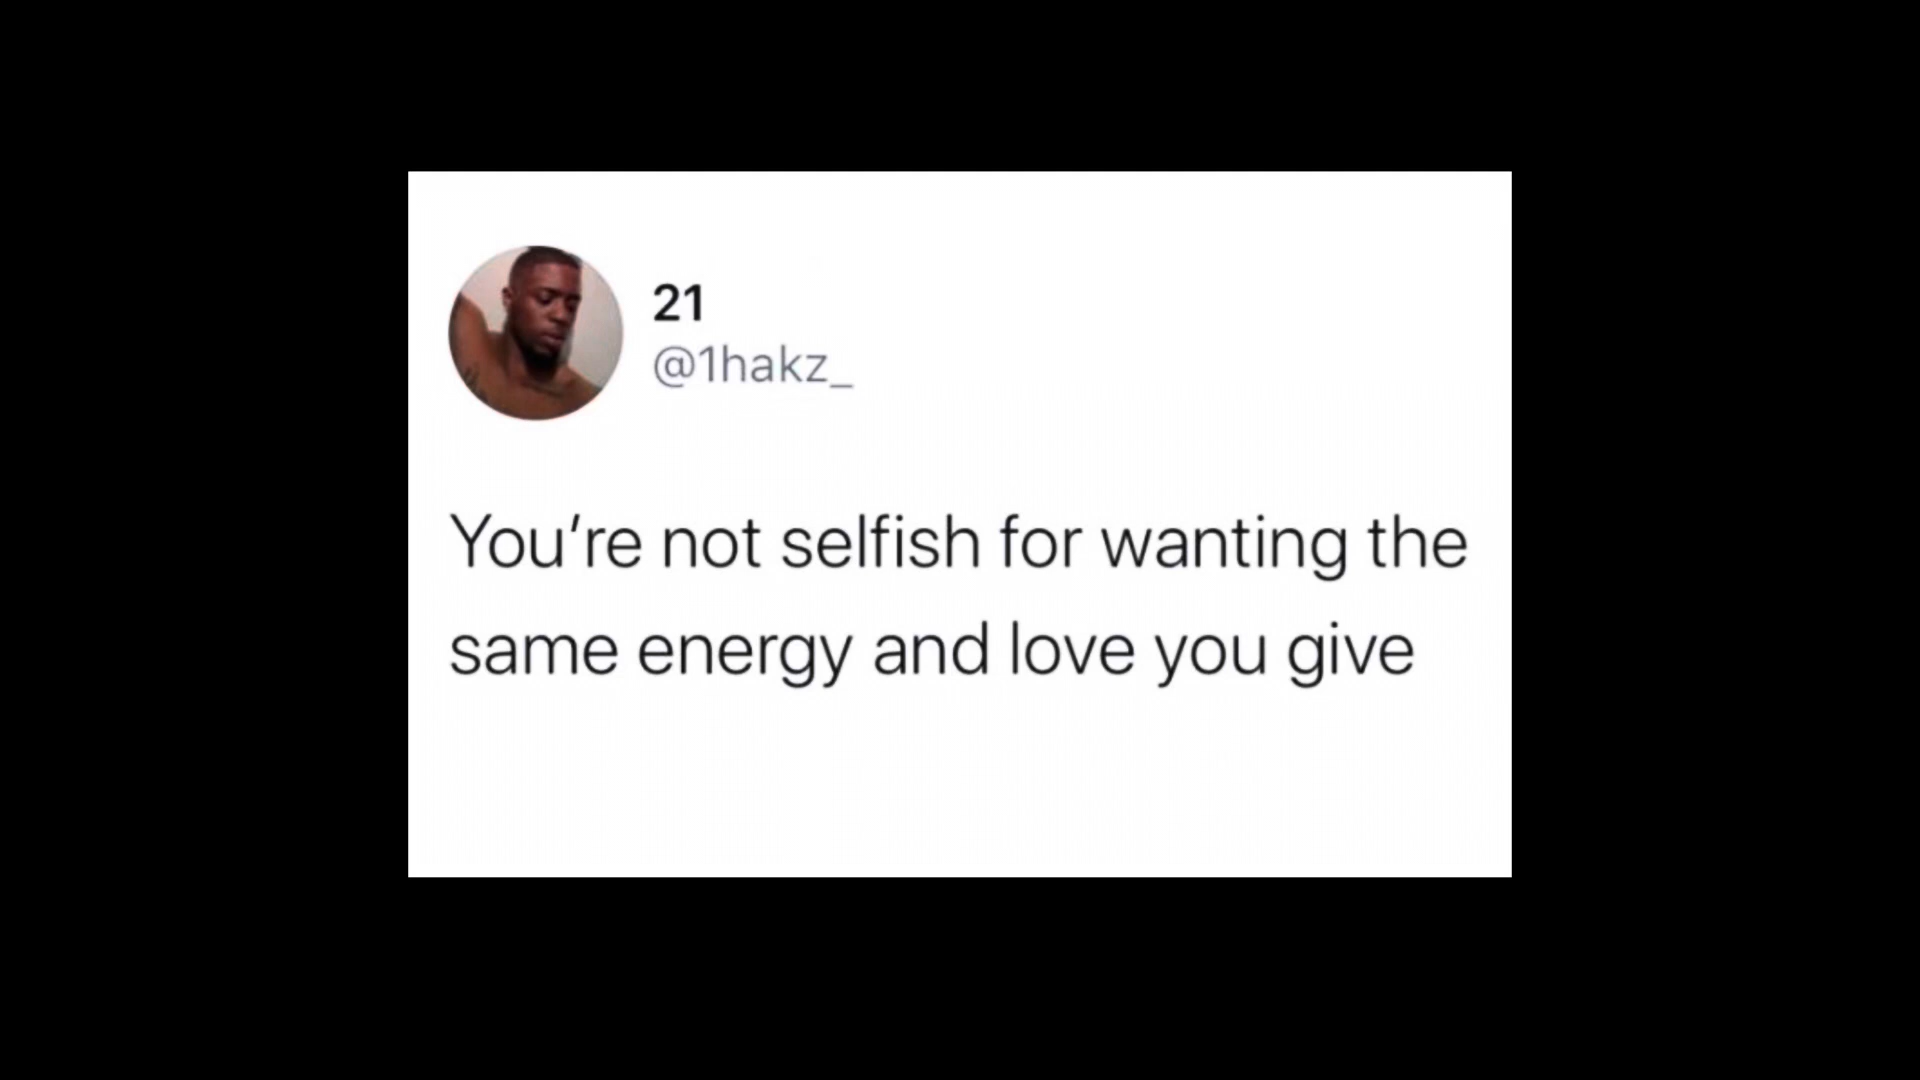 21
@1hakz_
You're not selfish for wanting the
same energy and love you give